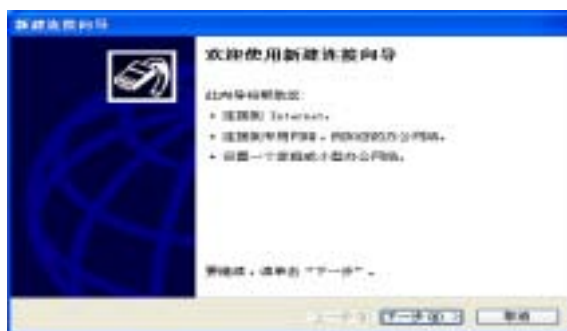 新建连接向导
欢迎使用新建连接向导
此向导将帮助您:
• 连接到 Internet。
• 连接到专用网络，例如您的办公网络。
• 设置一个家庭或小型办公网络。
要继续，请单击“下一步”。
下一步(N) >
取消